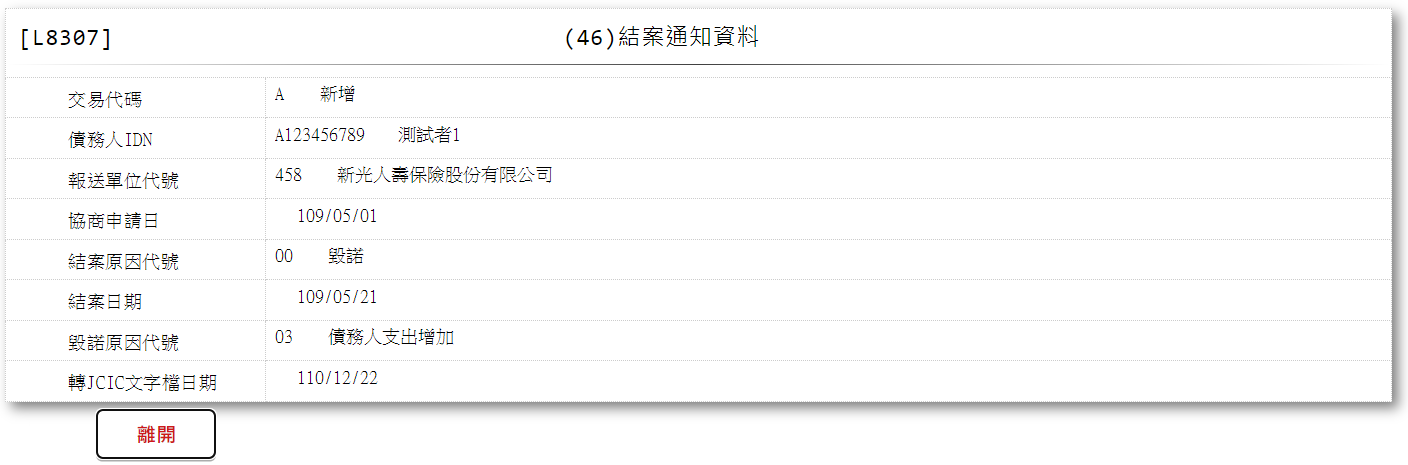 [L8307] (46)結案通知資料
交易代碼 A 新增
債務人IDN A123456789 測試者1
報送單位代號 458 新光人壽保險股份有限公司
協商申請日 109/05/01
結案原因代號 00 毀諾
結案日期 109/05/21
毀諾原因代號 03 債務人支出增加
轉JCIC文字檔日期 110/12/22
離開